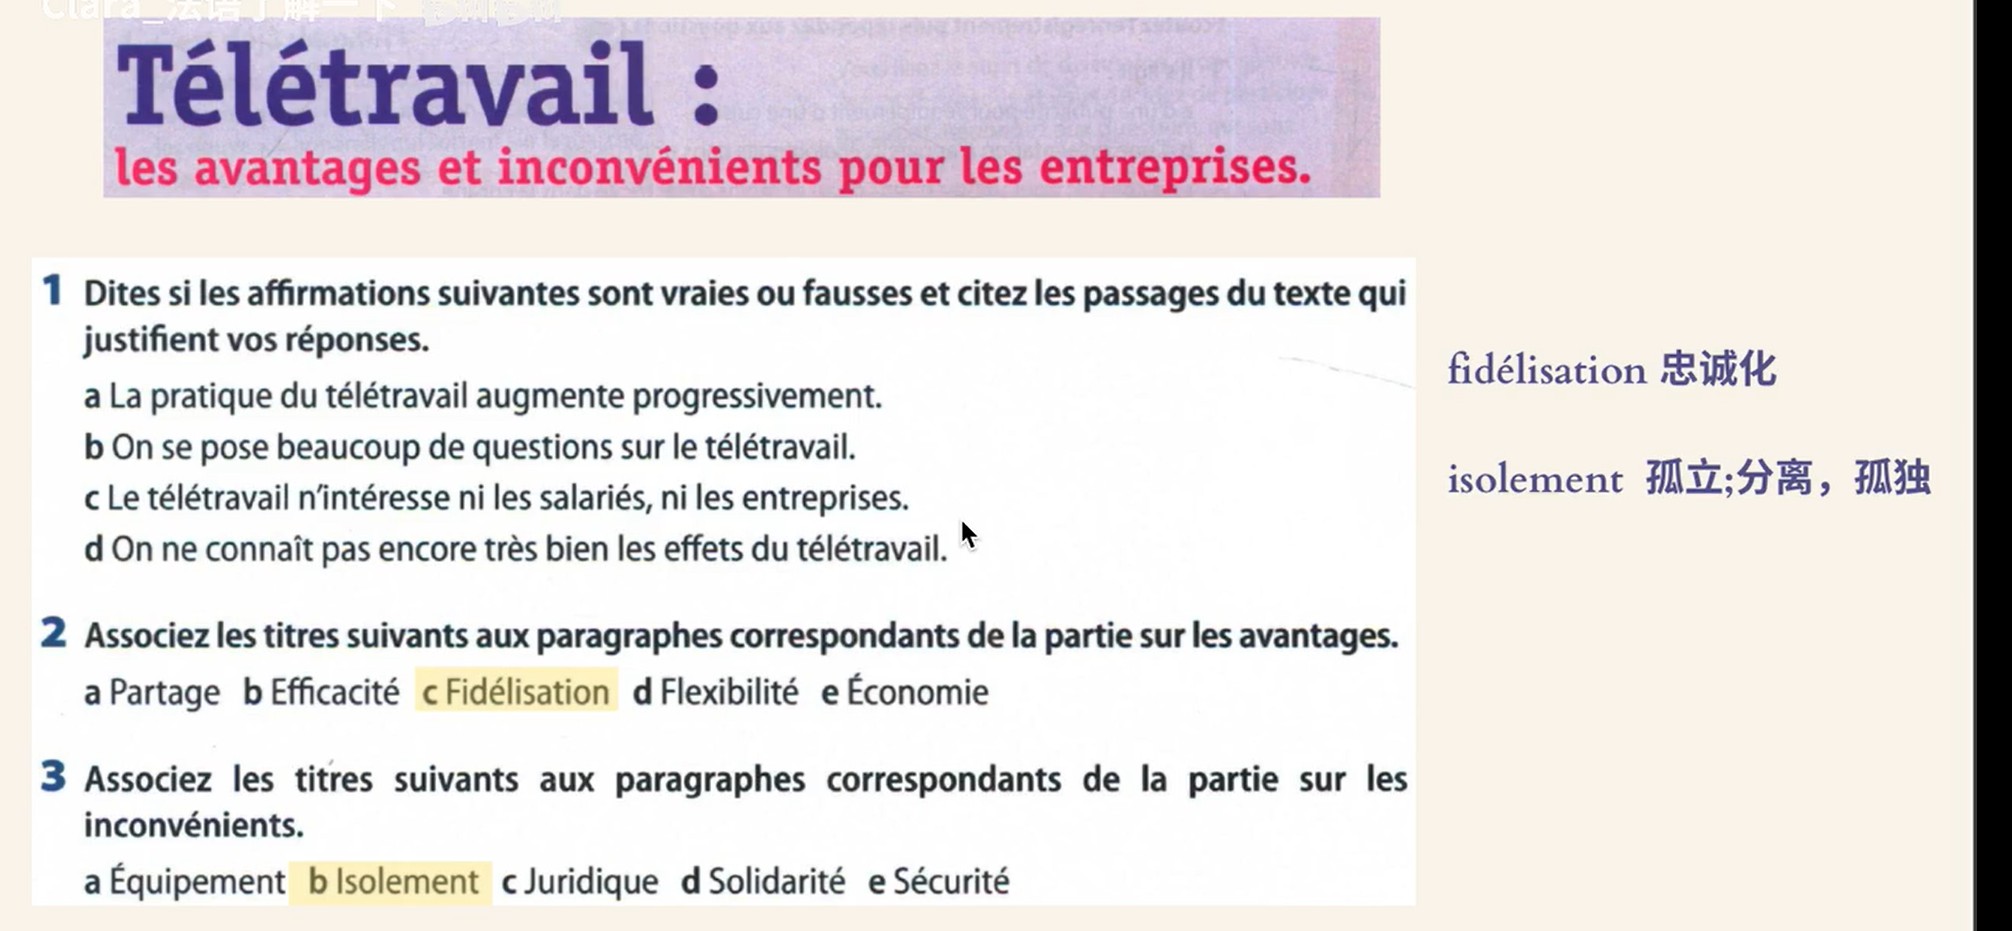 Clara_法语了解一下
Télétravail :
les avantages et inconvénients pour les entreprises.
1 Dites si les affirmations suivantes sont vraies ou fausses et citez les passages du texte qui
justifient vos réponses.
a La pratique du télétravail augmente progressivement.
b On se pose beaucoup de questions sur le télétravail.
c Le télétravail n’intéresse ni les salariés, ni les entreprises.
d On ne connaît pas encore très bien les effets du télétravail.
fidélisation 忠诚化
isolement 孤立;分离，孤独
2 Associez les titres suivants aux paragraphes correspondants de la partie sur les avantages.
a Partage b Efficacité c Fidélisation d Flexibilité e Économie
3 Associez les titres suivants aux paragraphes correspondants de la partie sur les
inconvénients.
a Équipement b Isolement c Juridique d Solidarité e Sécurité